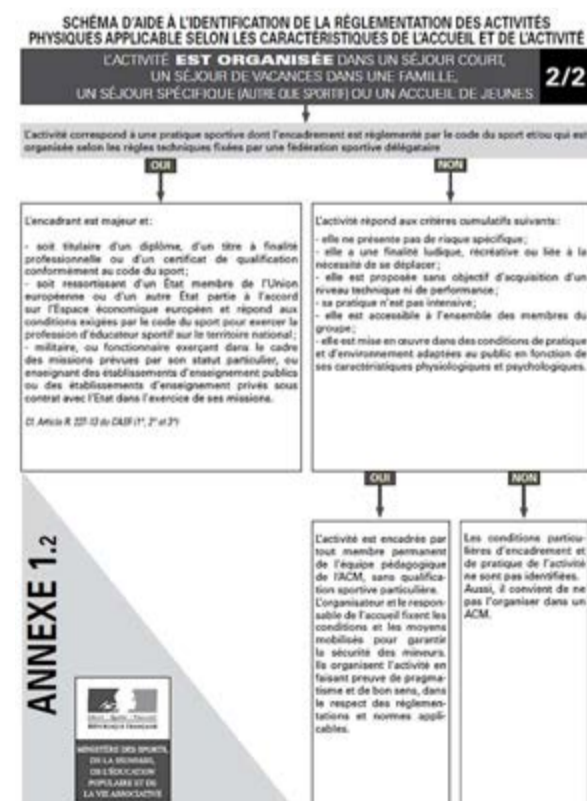 SCHÉMA D'AIDE À L'IDENTIFICATION DE LA RÉGLEMENTATION DES ACTIVITÉS
PHYSIQUES APPLICABLE SELON LES CARACTÉRISTIQUES DE L'ACCUEIL ET DE L'ACTIVITÉ
L'ACTIVITÉ EST ORGANISÉE DANS UN SÉJOUR COURT,
UN SÉJOUR DE VACANCES DANS UNE FAMILLE,
UN SÉJOUR SPÉCIFIQUE (AUTRE QUE SPORTIF) OU UN ACCUEIL DE JEUNES
2/2
L'activité correspond à une pratique sportive dont l'encadrement est réglementé par le code du sport et/ou qui est
organisée selon les règles techniques fixées par une fédération sportive délégataire
OUI
NON
L'encadrant est majeur et:
- soit titulaire d'un diplôme, d'un titre à finalité
professionnelle ou d'un certificat de qualification
conformément au code du sport;
- soit ressortissant d'un État membre de l'Union
européenne ou d'un autre État partie à l'accord
sur l'Espace économique européen et répond aux
conditions exigées par le code du sport pour exercer la
profession d'éducateur sportif sur le territoire national;
- militaire, ou fonctionnaire exerçant dans le cadre
des missions prévues par son statut particulier, ou
enseignant des établissements d'enseignement publics
ou des établissements d'enseignement privés sous
contrat avec l'Etat dans l'exercice de ses missions.
Cf. Article R. 227-13 du CASF (1°, 2° et 3°)
L'activité répond aux critères cumulatifs suivants:
- elle ne présente pas de risque spécifique;
- elle a une finalité ludique, récréative ou liée à la
nécessité de se déplacer;
- elle est proposée sans objectif d'acquisition d'un
niveau technique ni de performance;
- sa pratique n'est pas intensive;
- elle est accessible à l'ensemble des membres du
groupe;
- elle est mise en œuvre dans des conditions de pratique
et d'environnement adaptées au public en fonction de
ses caractéristiques physiologiques et psychologiques.
OUI
NON
L'activité est encadrée par
tout membre permanent
de l'équipe pédagogique
de l'ACM, sans qualifica-
tion sportive particulière.
L'organisateur et le respon-
sable de l'accueil fixent les
conditions et les moyens
mobilisés pour garantir
la sécurité des mineurs.
Ils organisent l'activité en
faisant preuve de pragma-
tisme et de bon sens, dans
le respect des réglemen-
tations et normes appli-
cables.
Les conditions particu-
lières d'encadrement et
de pratique de l'activité
ne sont pas identifiées.
Aussi, il convient de ne
pas l'organiser dans un
ACM.
ANNEXE 1.2
Liberté • Égalité • Fraternité
RÉPUBLIQUE FRANÇAISE
MINISTÈRE DES SPORTS,
DE LA JEUNESSE,
DE L'ÉDUCATION
POPULAIRE ET DE
LA VIE ASSOCIATIVE